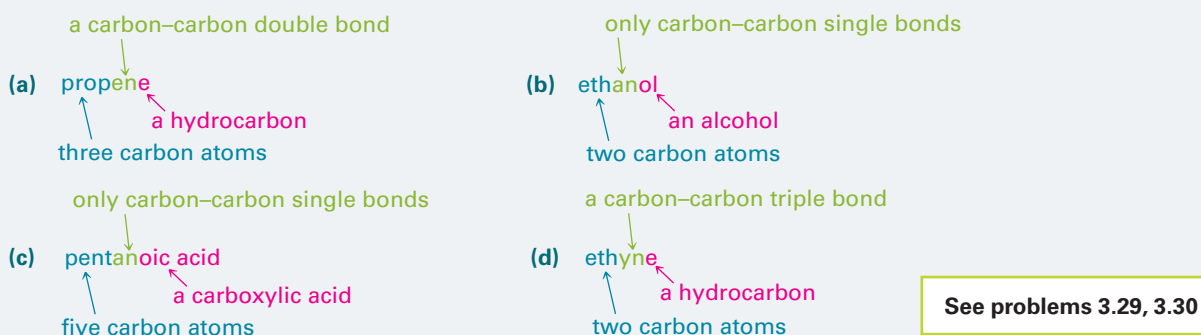 a carbon–carbon double bond
(a) propene
a hydrocarbon
three carbon atoms
only carbon–carbon single bonds
(b) ethanol
an alcohol
two carbon atoms
only carbon–carbon single bonds
(c) pentanoic acid
a carboxylic acid
five carbon atoms
a carbon–carbon triple bond
(d) ethyne
a hydrocarbon
two carbon atoms
See problems 3.29, 3.30